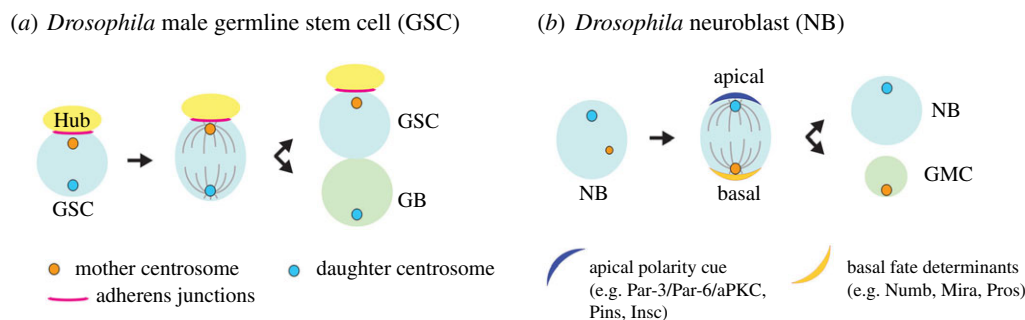 (a) Drosophila male germline stem cell (GSC)
Hub
GSC
GSC
GB
mother centrosome
daughter centrosome
adherens junctions
(b) Drosophila neuroblast (NB)
NB
apical
basal
NB
GMC
apical polarity cue
(e.g. Par-3/Par-6/aPKC,
Pins, Insc)
basal fate determinants
(e.g. Numb, Mira, Pros)